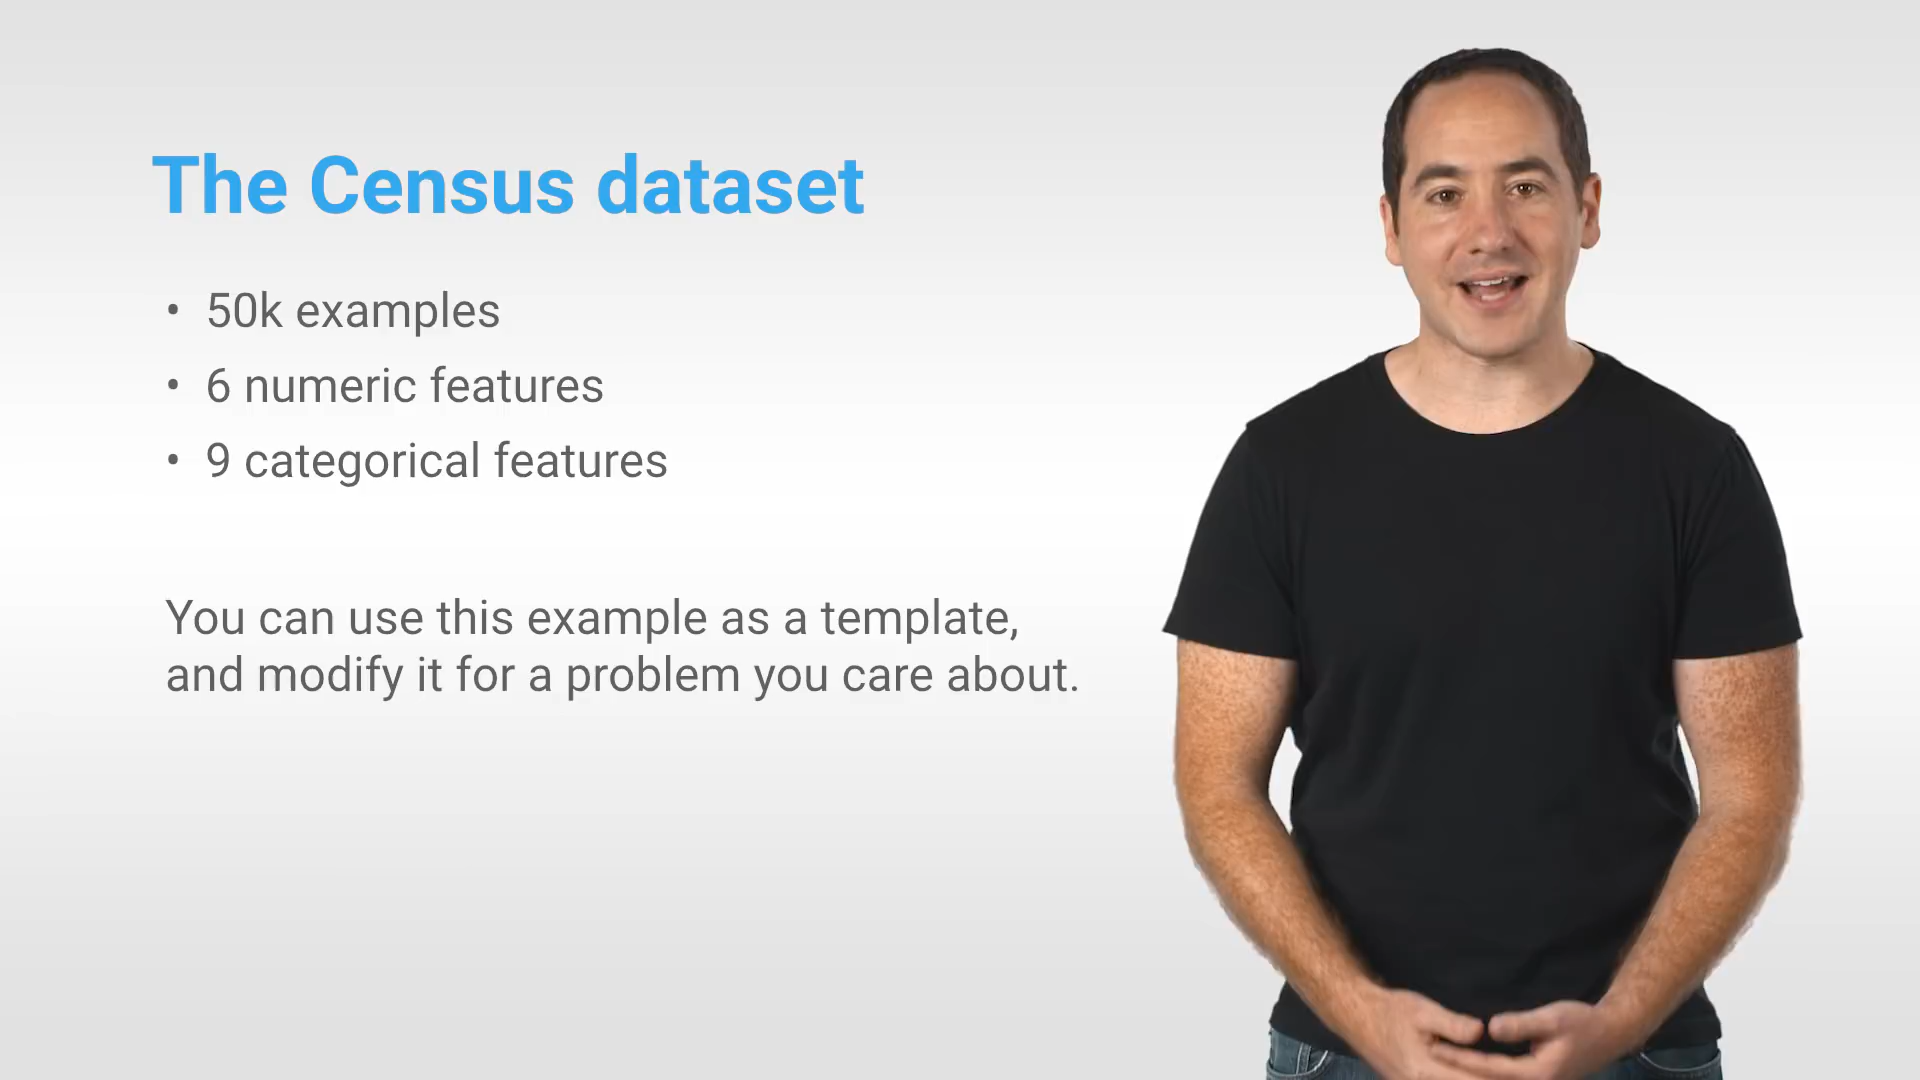 The Census dataset
• 50k examples
• 6 numeric features
• 9 categorical features
You can use this example as a template,
and modify it for a problem you care about.